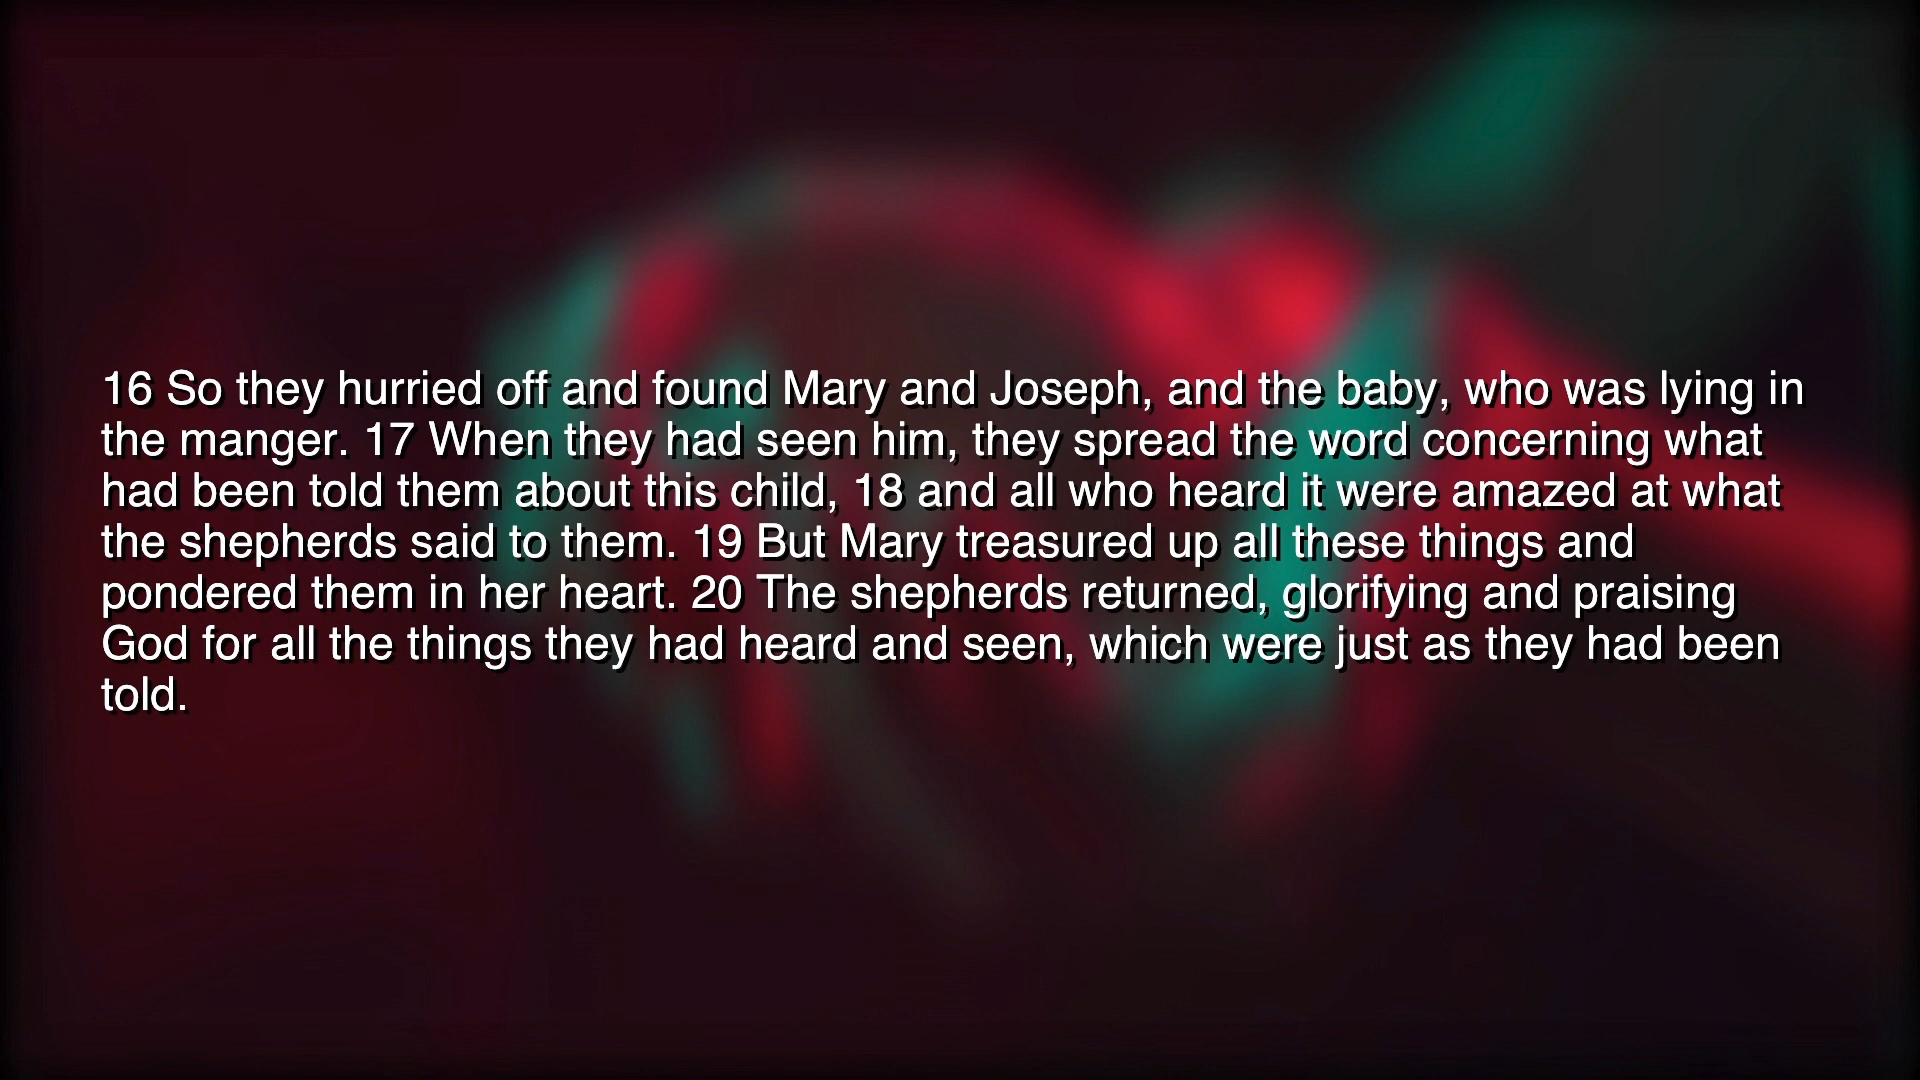 16 So they hurried off and found Mary and Joseph, and the baby, who was lying in
the manger. 17 When they had seen him, they spread the word concerning what
had been told them about this child, 18 and all who heard it were amazed at what
the shepherds said to them. 19 But Mary treasured up all these things and
pondered them in her heart. 20 The shepherds returned, glorifying and praising
God for all the things they had heard and seen, which were just as they had been
told.